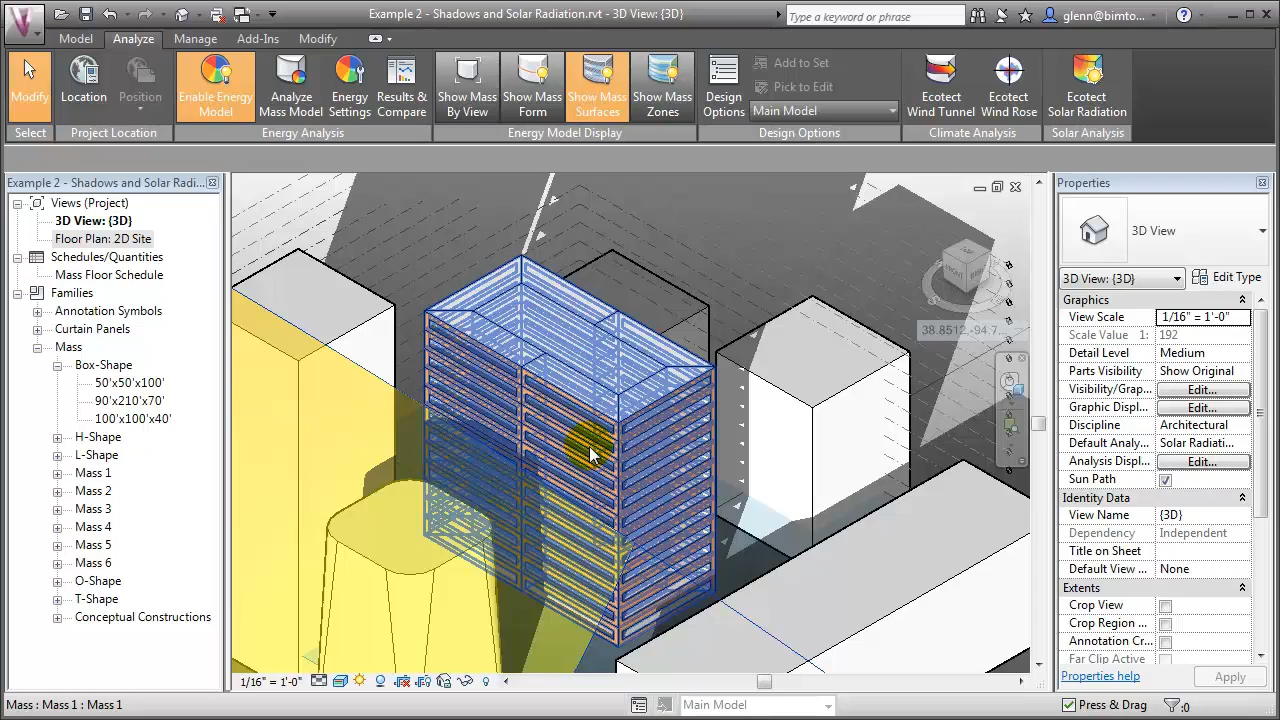 Example 2 - Shadows and Solar Radiation.rvt - 3D View: {3D}
Type a keyword or phrase
glenn@bimto...
Model
Analyze
Manage
Add-Ins
Modify
Modify
Location
Position
Enable Energy Model
Analyze Mass Model
Energy Settings
Results & Compare
Show Mass By View
Show Mass Form
Show Mass Surfaces
Show Mass Zones
Design Options
Add to Set
Pick to Edit
Main Model
Ecotect Wind Tunnel
Ecotect Wind Rose
Ecotect Solar Radiation
Select
Project Location
Energy Analysis
Energy Model Display
Design Options
Climate Analysis
Solar Analysis
Example 2 - Shadows and Solar Radi...
Views (Project)
3D View: {3D}
Floor Plan: 2D Site
Schedules/Quantities
Mass Floor Schedule
Families
Annotation Symbols
Curtain Panels
Mass
Box-Shape
50'x50'x100'
90'x210'x70'
100'x100'x40'
H-Shape
L-Shape
Mass 1
Mass 2
Mass 3
Mass 4
Mass 5
Mass 6
O-Shape
T-Shape
Conceptual Constructions
38.8512,-94.7...
1/16" = 1'-0"
Properties
3D View
3D View: {3D}
Edit Type
Graphics
View Scale 1/16" = 1'-0"
Scale Value 1: 192
Detail Level Medium
Parts Visibility Show Original
Visibility/Grap... Edit...
Graphic Displ... Edit...
Discipline Architectural
Default Analy... Solar Radiati...
Analysis Displ... Edit...
Sun Path
Identity Data
View Name {3D}
Dependency Independent
Title on Sheet
Default View ... None
Extents
Crop View
Crop Region ...
Annotation Cr...
Far Clip Active
Properties help
Apply
Mass : Mass 1 : Mass 1
Main Model
Press & Drag
:0